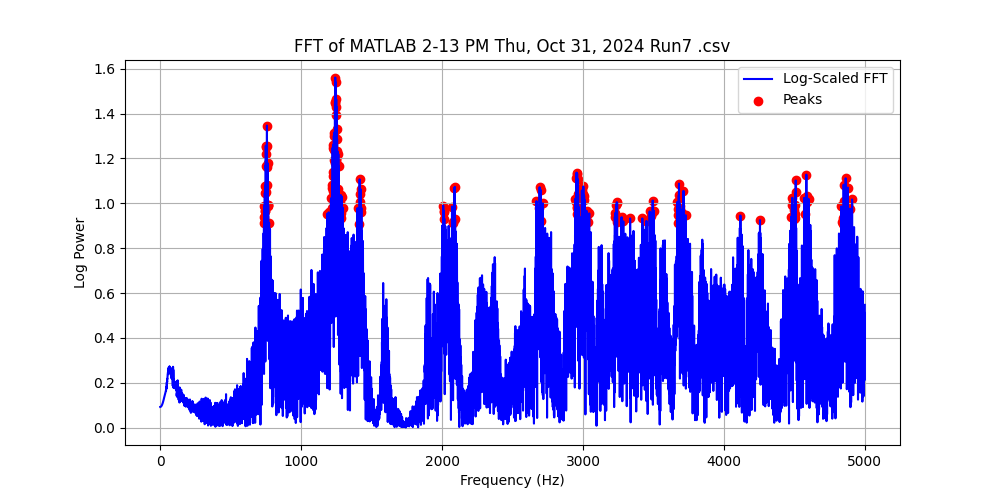 FFT of MATLAB 2-13 PM Thu, Oct 31, 2024 Run7 .csv
Log-Scaled FFT
Peaks
1.6
1.4
1.2
1.0
0.8
0.6
0.4
0.2
0.0
Log Power
0 1000 2000 3000 4000 5000
Frequency (Hz)